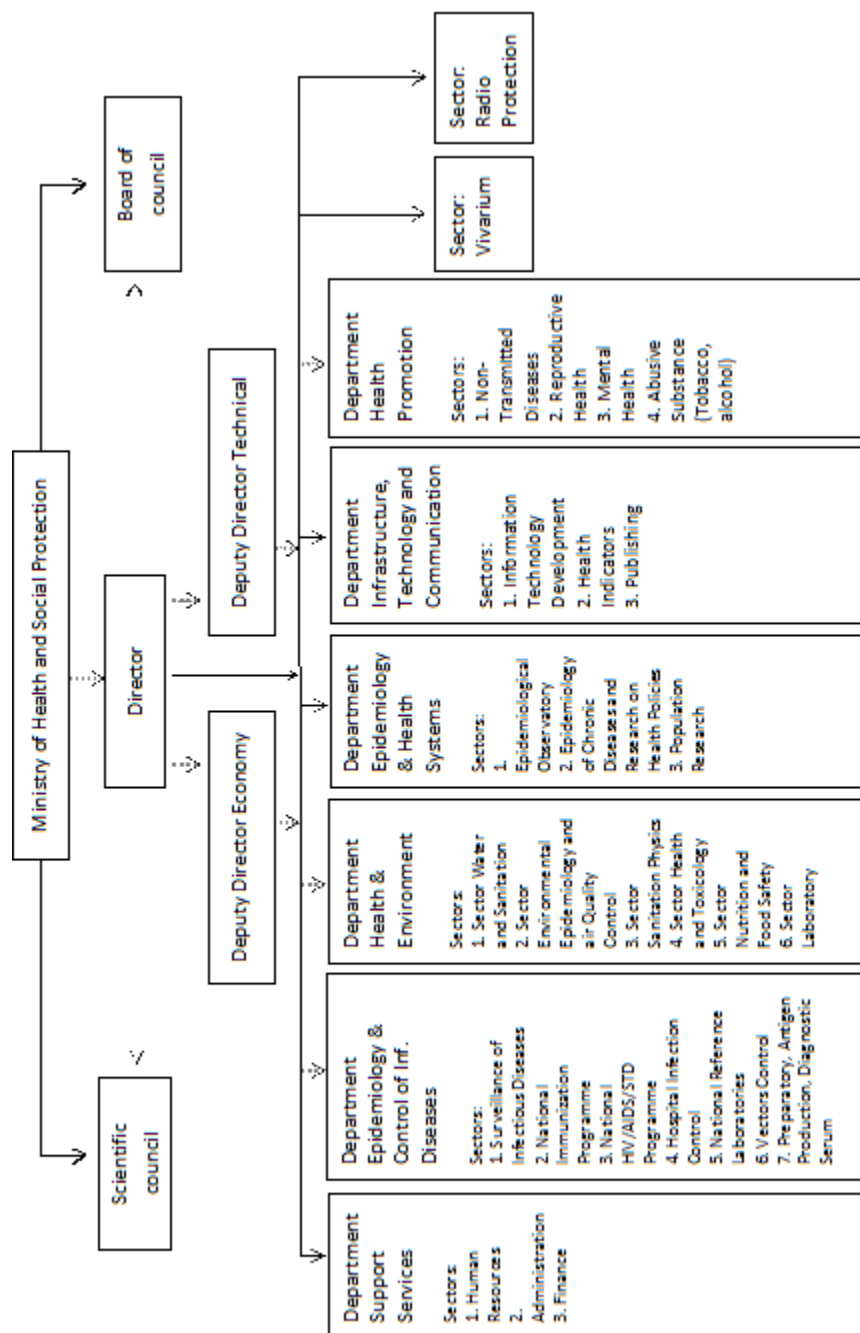 Ministry of Health and Social Protection
Scientific
council
Director
Board of
council
Deputy Director Economy
Deputy Director Technical
Department
Support
Services
Sectors:
1. Human
Resources
2.
Administration
3. Finance
Department
Epidemiology &
Control of Inf.
Diseases
Sectors:
1. Surveillance of
Infectious Diseases
2. National
Immunization
Programme
3. National
HIV/AIDS/STD
Programme
4. Hospital Infection
Control
5. National Reference
Laboratories
6. Vectors Control
7. Preparatory, Antigen
Production, Diagnostic
Serum
Department
Health &
Environment
Sectors:
1. Sector Water
and Sanitation
2. Sector
Environmental
Epidemiology and
air Quality
Control
3. Sector
Sanitation Physics
4. Sector Health
and Toxicology
5. Sector
Nutrition and
Food Safety
6. Sector
Laboratory
Department
Epidemiology
& Health
Systems
Sectors:
1.
Epidemiological
Observatory
2. Epidemiology
of Chronic
Diseases and
Research on
Health Policies
3. Population
Research
Department
Infrastructure,
Technology and
Communication
Sectors:
1. Information
Technology
Development
2. Health
Indicators
3. Publishing
Department
Health
Promotion
Sectors:
1. Non-
Transmitted
Diseases
2. Reproductive
Health
3. Mental
Health
4. Abusive
Substance
(Tobacco,
alcohol)
Sector:
Vivarium
Sector:
Radio
Protection